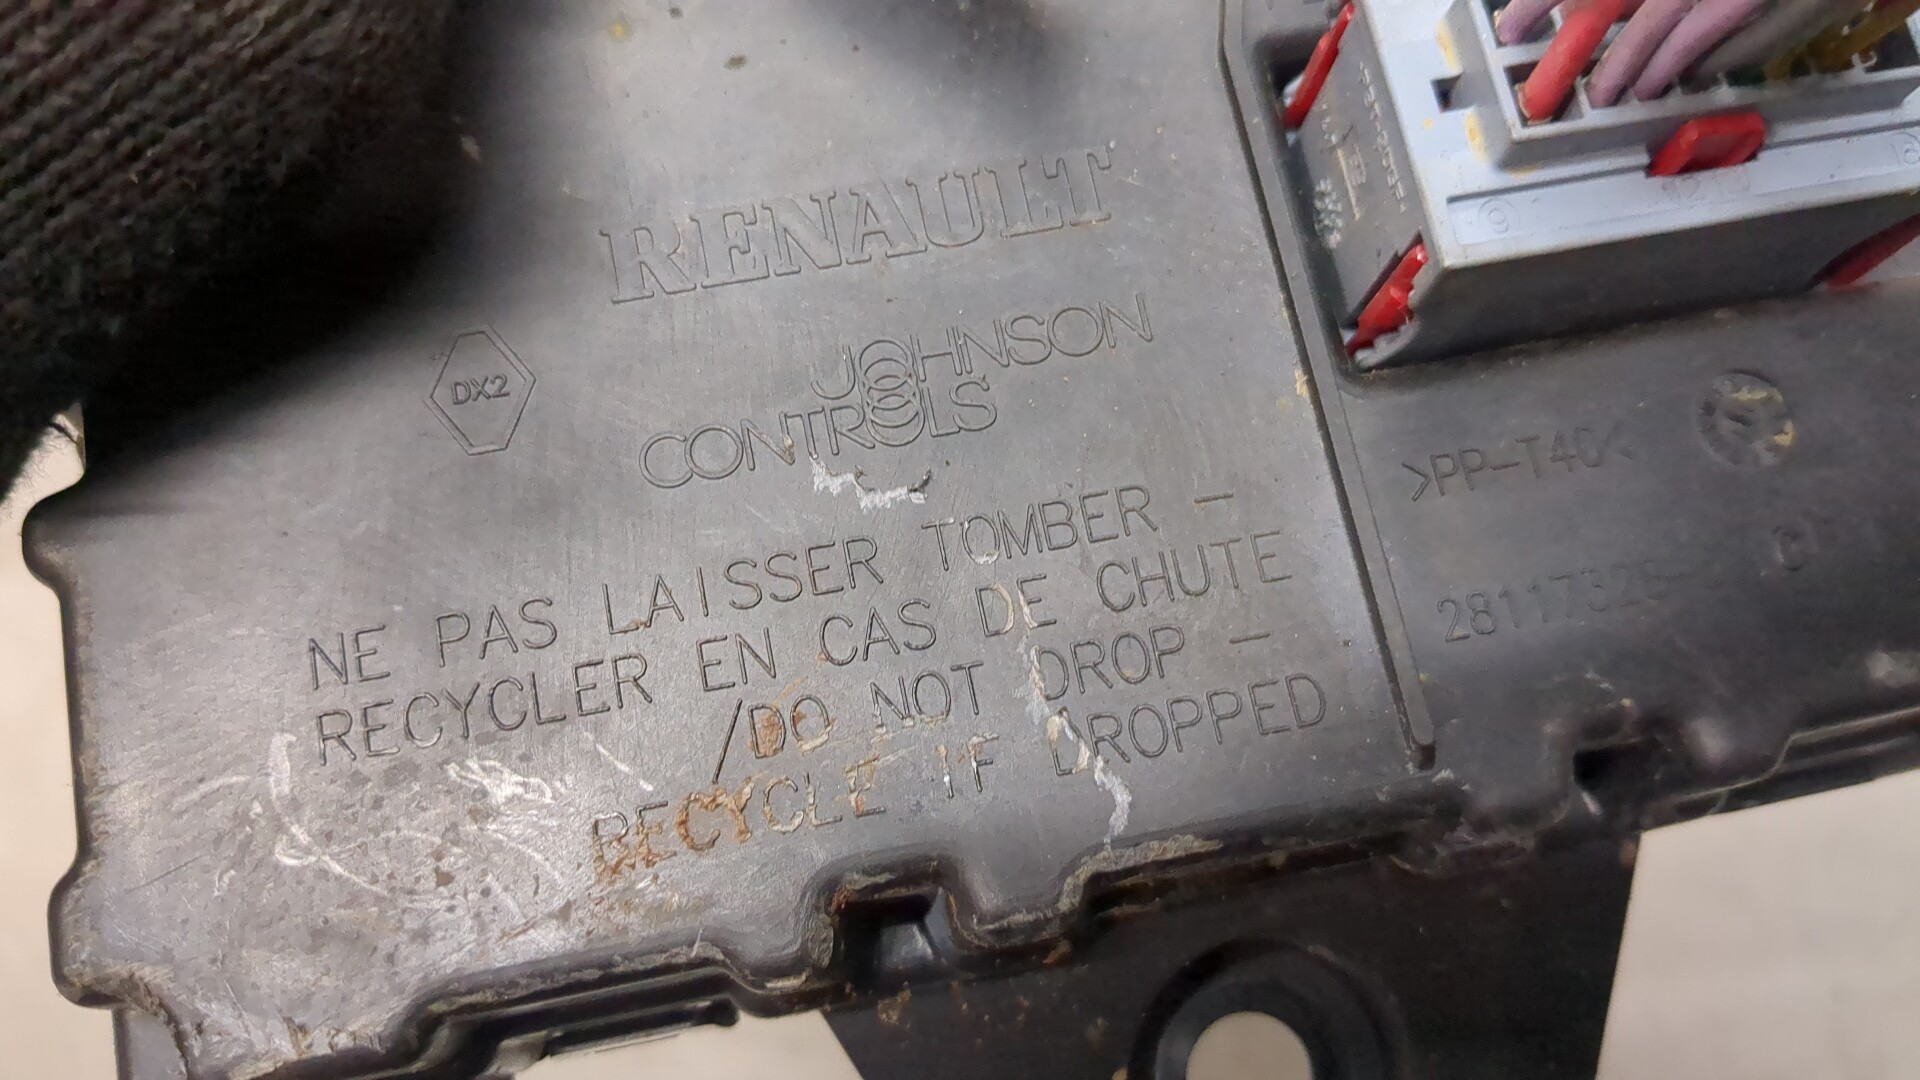 RENAULT
DX2
JOHNSON
CONTROLS
NE PAS LAISSER TOMBER –
RECYCLER EN CAS DE CHUTE
/DO NOT DROP –
RECYCLE IF DROPPED
>PP-T40<
C
9